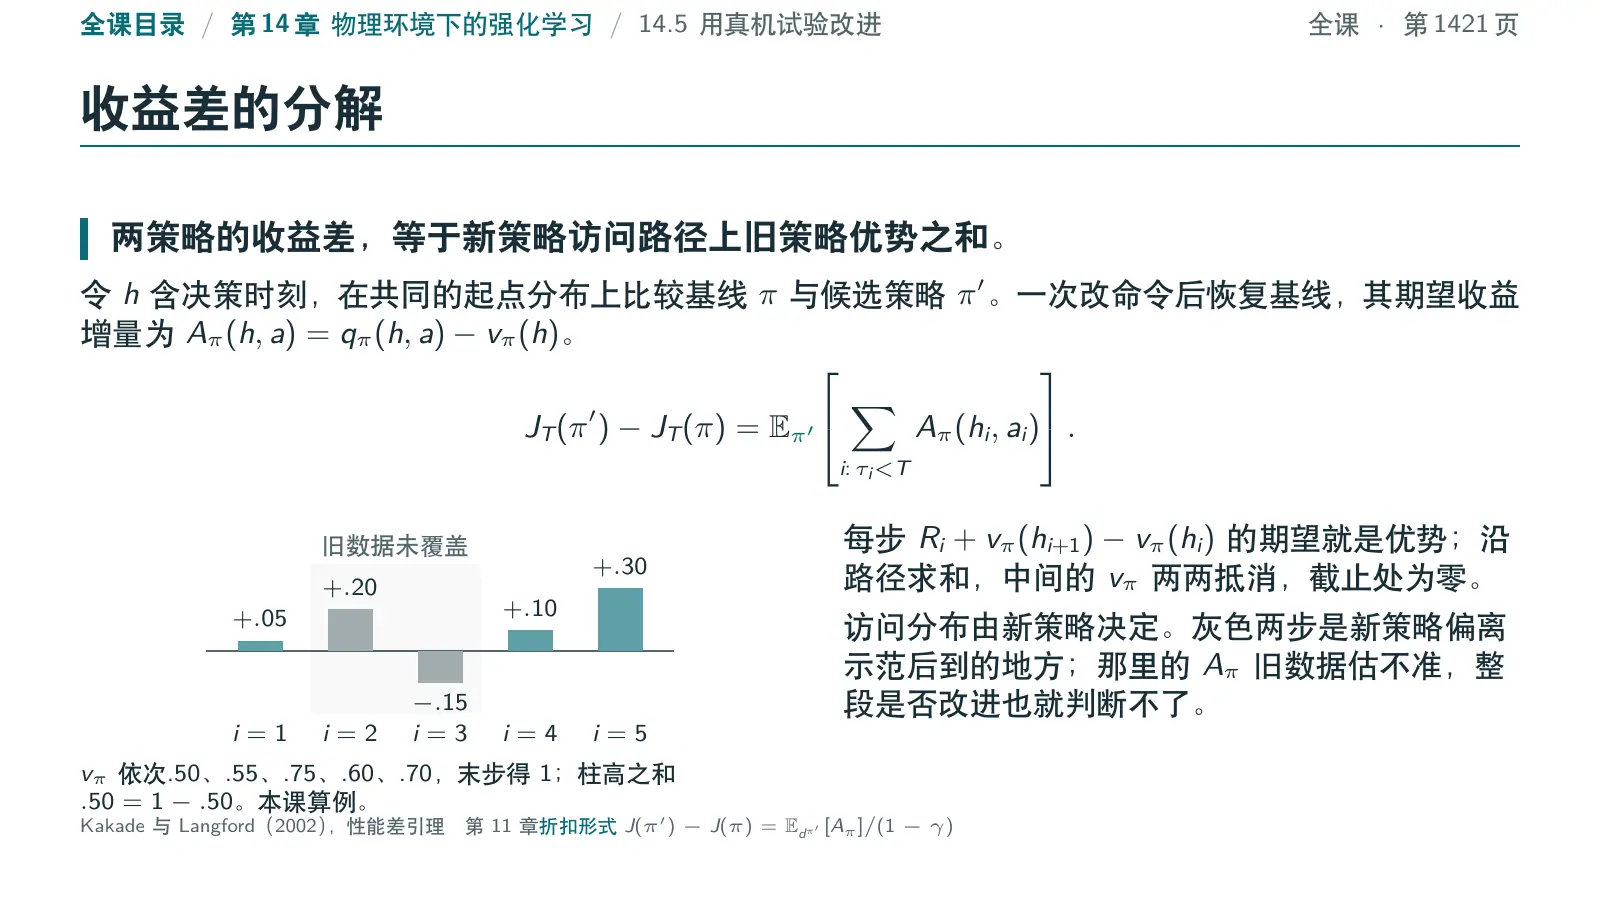 全课目录 / 第 14 章 物理环境下的强化学习 / 14.5 用真机试验改进
全课 · 第 1421 页
收益差的分解
两策略的收益差，等于新策略访问路径上旧策略优势之和。
令 h 含决策时刻，在共同的起点分布上比较基线 π 与候选策略 π′。一次改命令后恢复基线，其期望收益
增量为 A_π(h, a) = q_π(h, a) − v_π(h)。
J_T(π′) − J_T(π) = 𝔼_π′ [ ∑_{i: τ_i<T} A_π(h_i, a_i) ] .
旧数据未覆盖
+.05 +.20 −.15 +.10 +.30
i = 1 i = 2 i = 3 i = 4 i = 5
v_π 依次.50、.55、.75、.60、.70，末步得 1；柱高之和
.50 = 1 − .50。本课算例。
每步 R_i + v_π(h_{i+1}) − v_π(h_i) 的期望就是优势；沿
路径求和，中间的 v_π 两两抵消，截止处为零。
访问分布由新策略决定。灰色两步是新策略偏离
示范后到的地方；那里的 A_π 旧数据估不准，整
段是否改进也就判断不了。
Kakade 与 Langford（2002），性能差引理 第 11 章折扣形式 J(π′) − J(π) = 𝔼_{d^π′}[A_π]/(1 − γ)